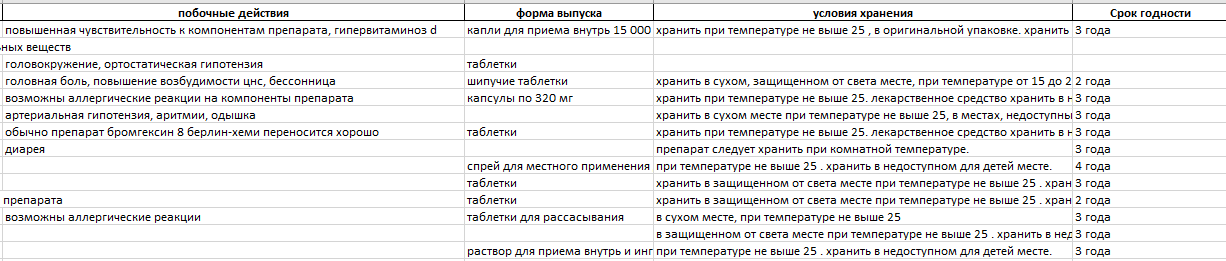 побочные действия форма выпуска условия хранения Срок годности
повышенная чувствительность к компонентам препарата, гипервитаминоз d капли для приема внутрь 15 000 хранить при температуре не выше 25 , в оригинальной упаковке. хранить 3 года
ных веществ
головокружение, ортостатическая гипотензия таблетки
головная боль, повышение возбудимости цнс, бессонница шипучие таблетки хранить в сухом, защищенном от света месте, при температуре от 15 до 2 2 года
возможны аллергические реакции на компоненты препарата капсулы по 320 мг хранить при температуре не выше 25. лекарственное средство хранить в н 3 года
артериальная гипотензия, аритмии, одышка хранить в сухом месте при температуре не выше 25, в местах, недоступны 3 года
обычно препарат бромгексин 8 берлин-хеми переносится хорошо таблетки хранить при температуре не выше 25. лекарственное средство хранить в н 3 года
диарея препарат следует хранить при комнатной температуре. 3 года
спрей для местного применения при температуре не выше 25 . хранить в недоступном для детей месте. 4 года
таблетки хранить в защищенном от света месте при температуре не выше 25 . хран 3 года
препарата таблетки хранить в защищенном от света месте при температуре не выше 25 . хран 2 года
возможны аллергические реакции таблетки для рассасывания в сухом месте, при температуре не выше 25 3 года
в защищенном от света месте при температуре не выше 25 . хранить в нед 3 года
раствор для приема внутрь и инг при температуре не выше 25 . хранить в недоступном для детей месте. 3 года